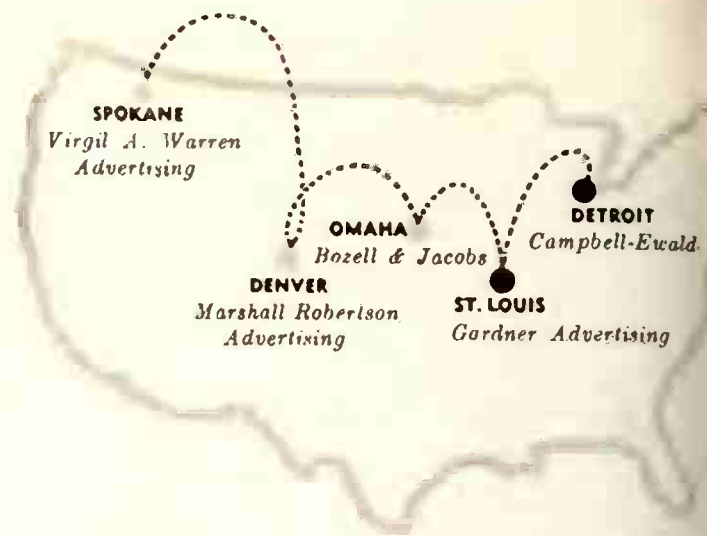 SPOKANE
Virgil A. Warren
Advertising
DETROIT
Campbell-Ewald
OMAHA
Bozell & Jacobs
DENVER
Marshall Robertson
Advertising
ST. LOUIS
Gardner Advertising